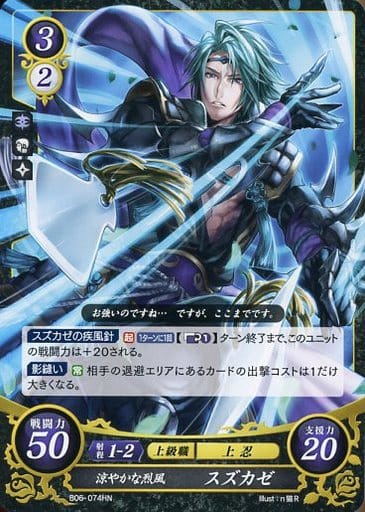 3
2
お強いのですね… ですが、ここまでです。
スズカゼの疾風針 起 1ターンに1回 【 1】ターン終了まで、このユニット
の戦闘力は+20される。
影縫い 常 相手の退避エリアにあるカードの出撃コストは1だけ
大きくなる。
戦闘力
50
射程 1-2 上級職 上忍
支援力
20
涼やかな烈風 スズカゼ
B06-074HN Illust:n猫R